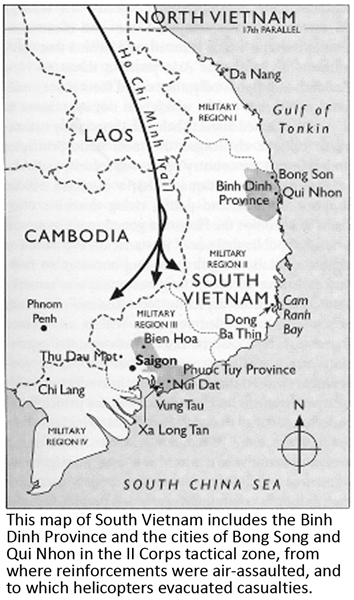 NORTH VIETNAM
17th PARALLEL
Da Nang
Ho Chi Minh Trail
MILITARY
REGION I
Gulf of
Tonkin
LAOS
Bong Son
Binh Dinh
Province
Qui Nhon
CAMBODIA
MILITARY
REGION II
SOUTH
VIETNAM
Cam
Ranh
Bay
Phnom
Penh
MILITARY
REGION III
Dong
Ba Thin
Bien Hoa
Thu Dau Mot
Saigon
Phuoc Tuy Province
Chi Lang
Nui Dat
Vung Tau
Xa Long Tan
MILITARY
REGION IV
N
SOUTH CHINA SEA
This map of South Vietnam includes the Binh
Dinh Province and the cities of Bong Song and
Qui Nhon in the II Corps tactical zone, from
where reinforcements were air-assaulted, and
to which helicopters evacuated casualties.